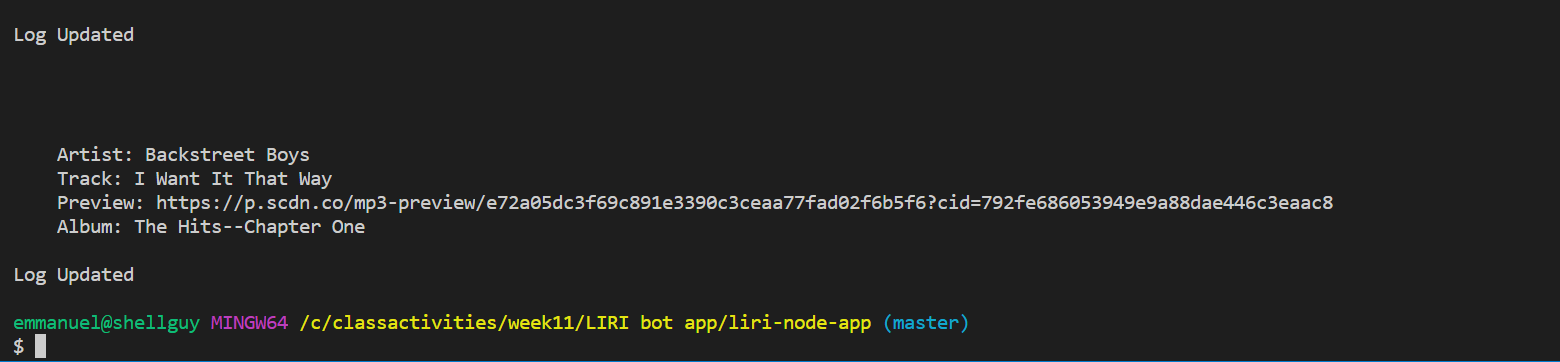 Log Updated
Artist: Backstreet Boys
Track: I Want It That Way
Preview: https://p.scdn.co/mp3-preview/e72a05dc3f69c891e3390c3ceaa77fad02f6b5f6?cid=792fe686053949e9a88dae446c3eaac8
Album: The Hits--Chapter One
Log Updated
emmanuel@shellguy MINGW64 /c/classactivities/week11/LIRI bot app/liri-node-app (master)
$